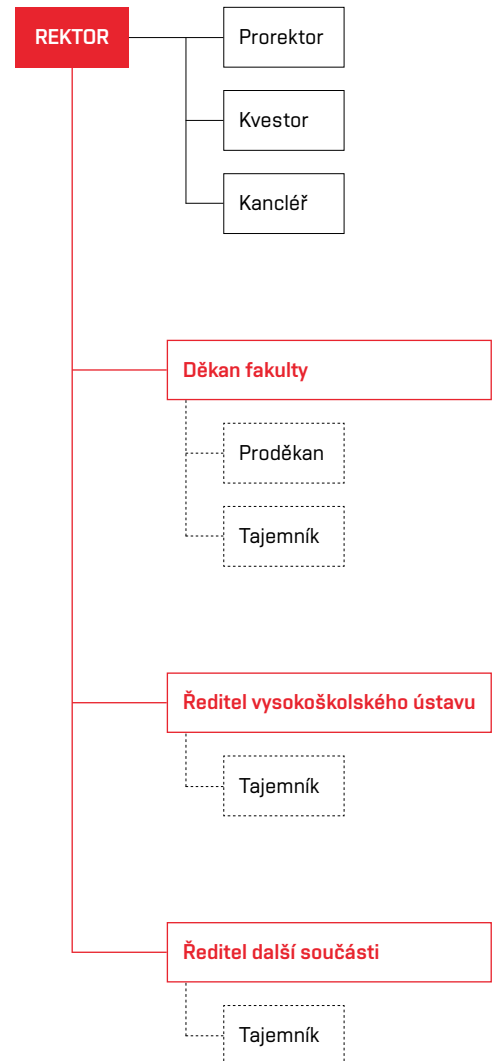 REKTOR
Prorektor
Kvestor
Kancléř
Děkan fakulty
Proděkan
Tajemník
Ředitel vysokoškolského ústavu
Tajemník
Ředitel další součásti
Tajemník